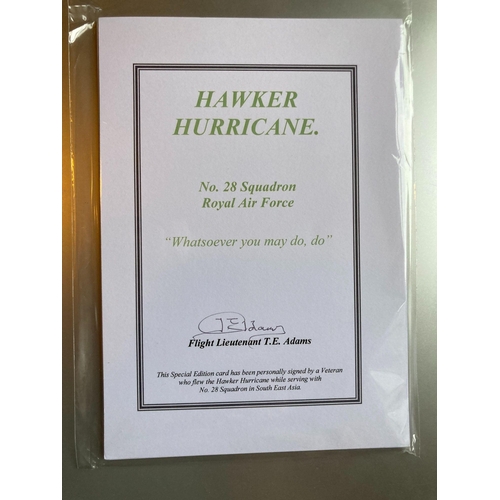 HAWKER
HURRICANE.
No. 28 Squadron
Royal Air Force
“Whatsoever you may do, do”
T E Adams
Flight Lieutenant T.E. Adams
This Special Edition card has been personally signed by a Veteran
who flew the Hawker Hurricane while serving with
No. 28 Squadron in South East Asia.